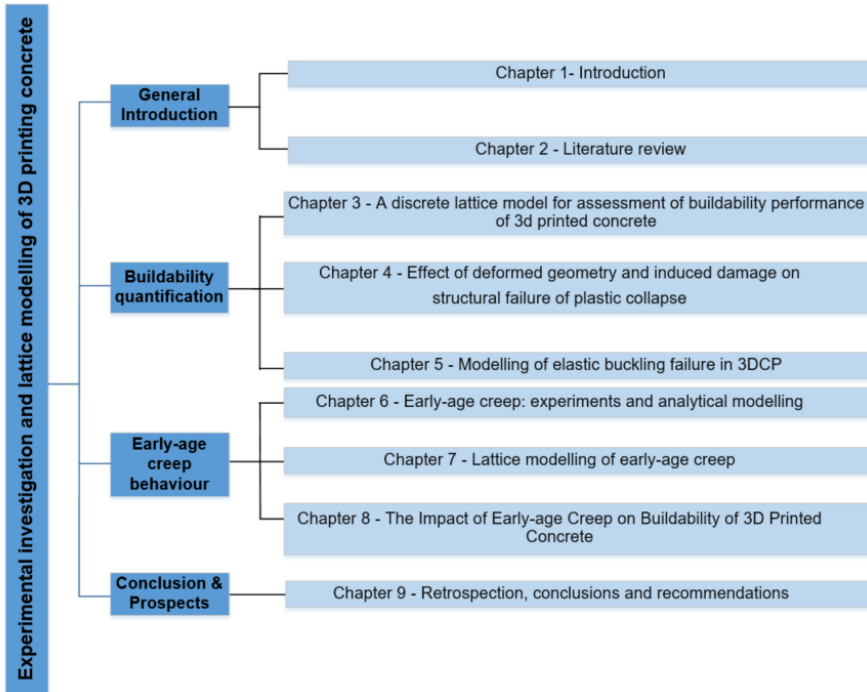 Experimental investigation and lattice modelling of 3D printing concrete
General
Introduction
Chapter 1- Introduction
Chapter 2 - Literature review
Buildability
quantification
Chapter 3 - A discrete lattice model for assessment of buildability performance
of 3d printed concrete
Chapter 4 - Effect of deformed geometry and induced damage on
structural failure of plastic collapse
Chapter 5 - Modelling of elastic buckling failure in 3DCP
Early-age
creep
behaviour
Chapter 6 - Early-age creep: experiments and analytical modelling
Chapter 7 - Lattice modelling of early-age creep
Chapter 8 - The Impact of Early-age Creep on Buildability of 3D Printed
Concrete
Conclusion &
Prospects
Chapter 9 - Retrospection, conclusions and recommendations